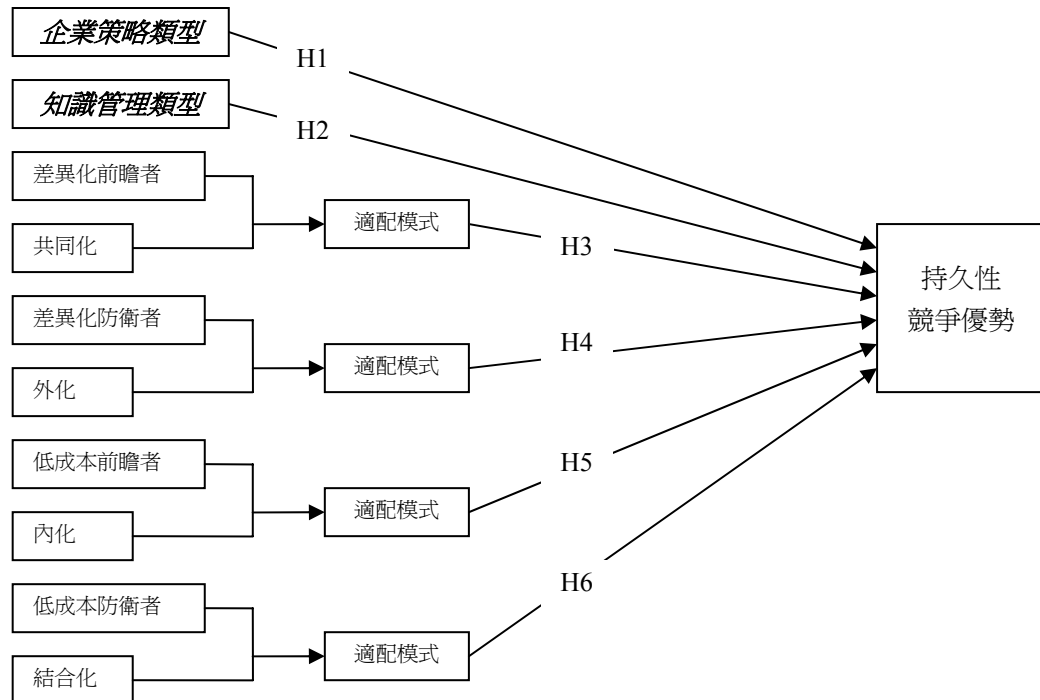 企業策略類型
H1
知識管理類型
H2
差異化前瞻者
適配模式
H3
共同化
持久性
競爭優勢
差異化防衛者
適配模式
H4
外化
低成本前瞻者
適配模式
H5
內化
低成本防衛者
適配模式
H6
結合化